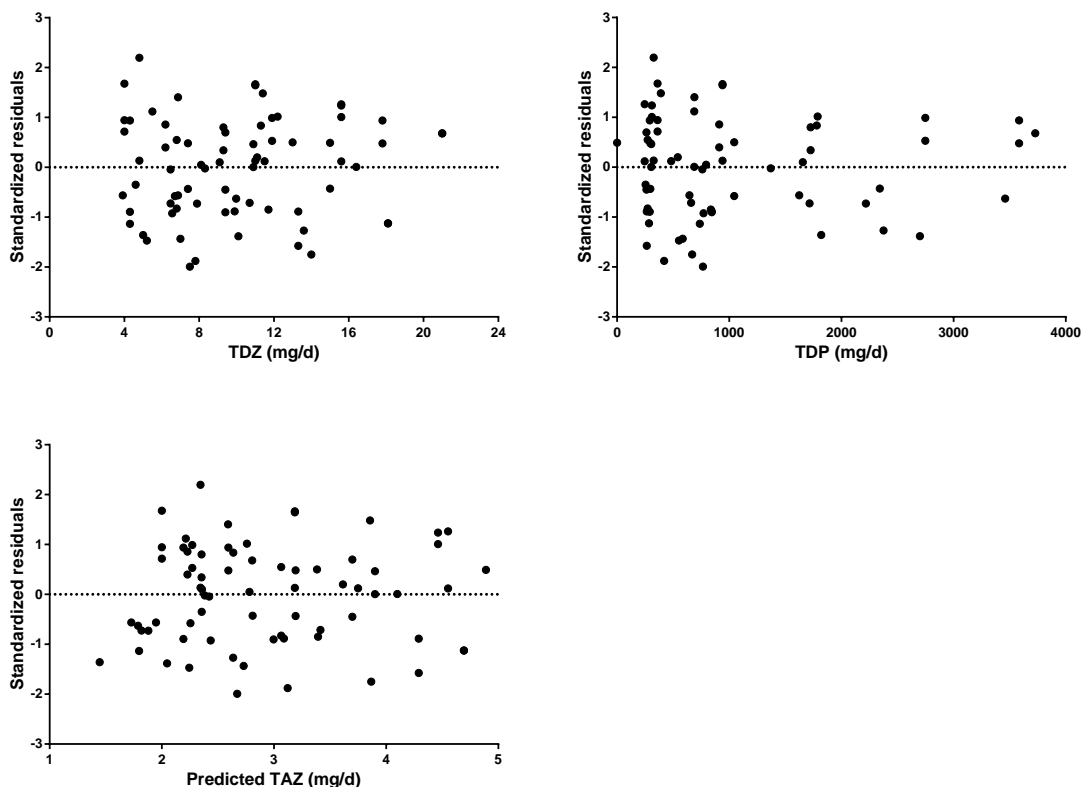 3
2
1
0
-1
-2
-3
Standardized residuals
0 4 8 12 16 20 24
TDZ (mg/d)
3
2
1
0
-1
-2
-3
Standardized residuals
0 1000 2000 3000 4000
TDP (mg/d)
3
2
1
0
-1
-2
-3
Standardized residuals
1 2 3 4 5
Predicted TAZ (mg/d)